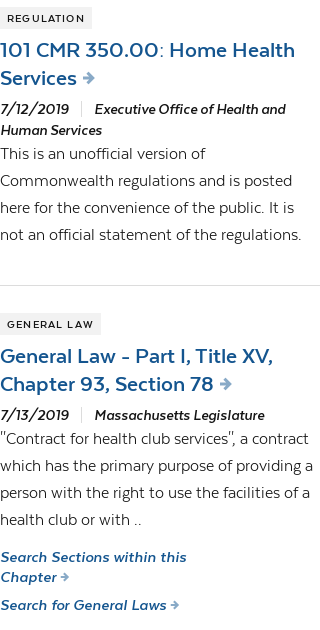 REGULATION
101 CMR 350.00: Home Health
Services
7/12/2019 Executive Office of Health and
Human Services
This is an unofficial version of
Commonwealth regulations and is posted
here for the convenience of the public. It is
not an official statement of the regulations.
GENERAL LAW
General Law - Part I, Title XV,
Chapter 93, Section 78
7/13/2019 Massachusetts Legislature
"Contract for health club services", a contract
which has the primary purpose of providing a
person with the right to use the facilities of a
health club or with ..
Search Sections within this
Chapter
Search for General Laws